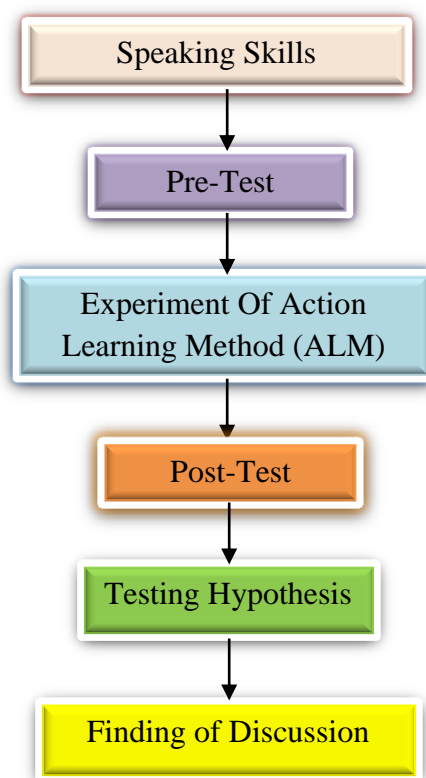 Speaking Skills
Pre-Test
Experiment Of Action
Learning Method (ALM)
Post-Test
Testing Hypothesis
Finding of Discussion